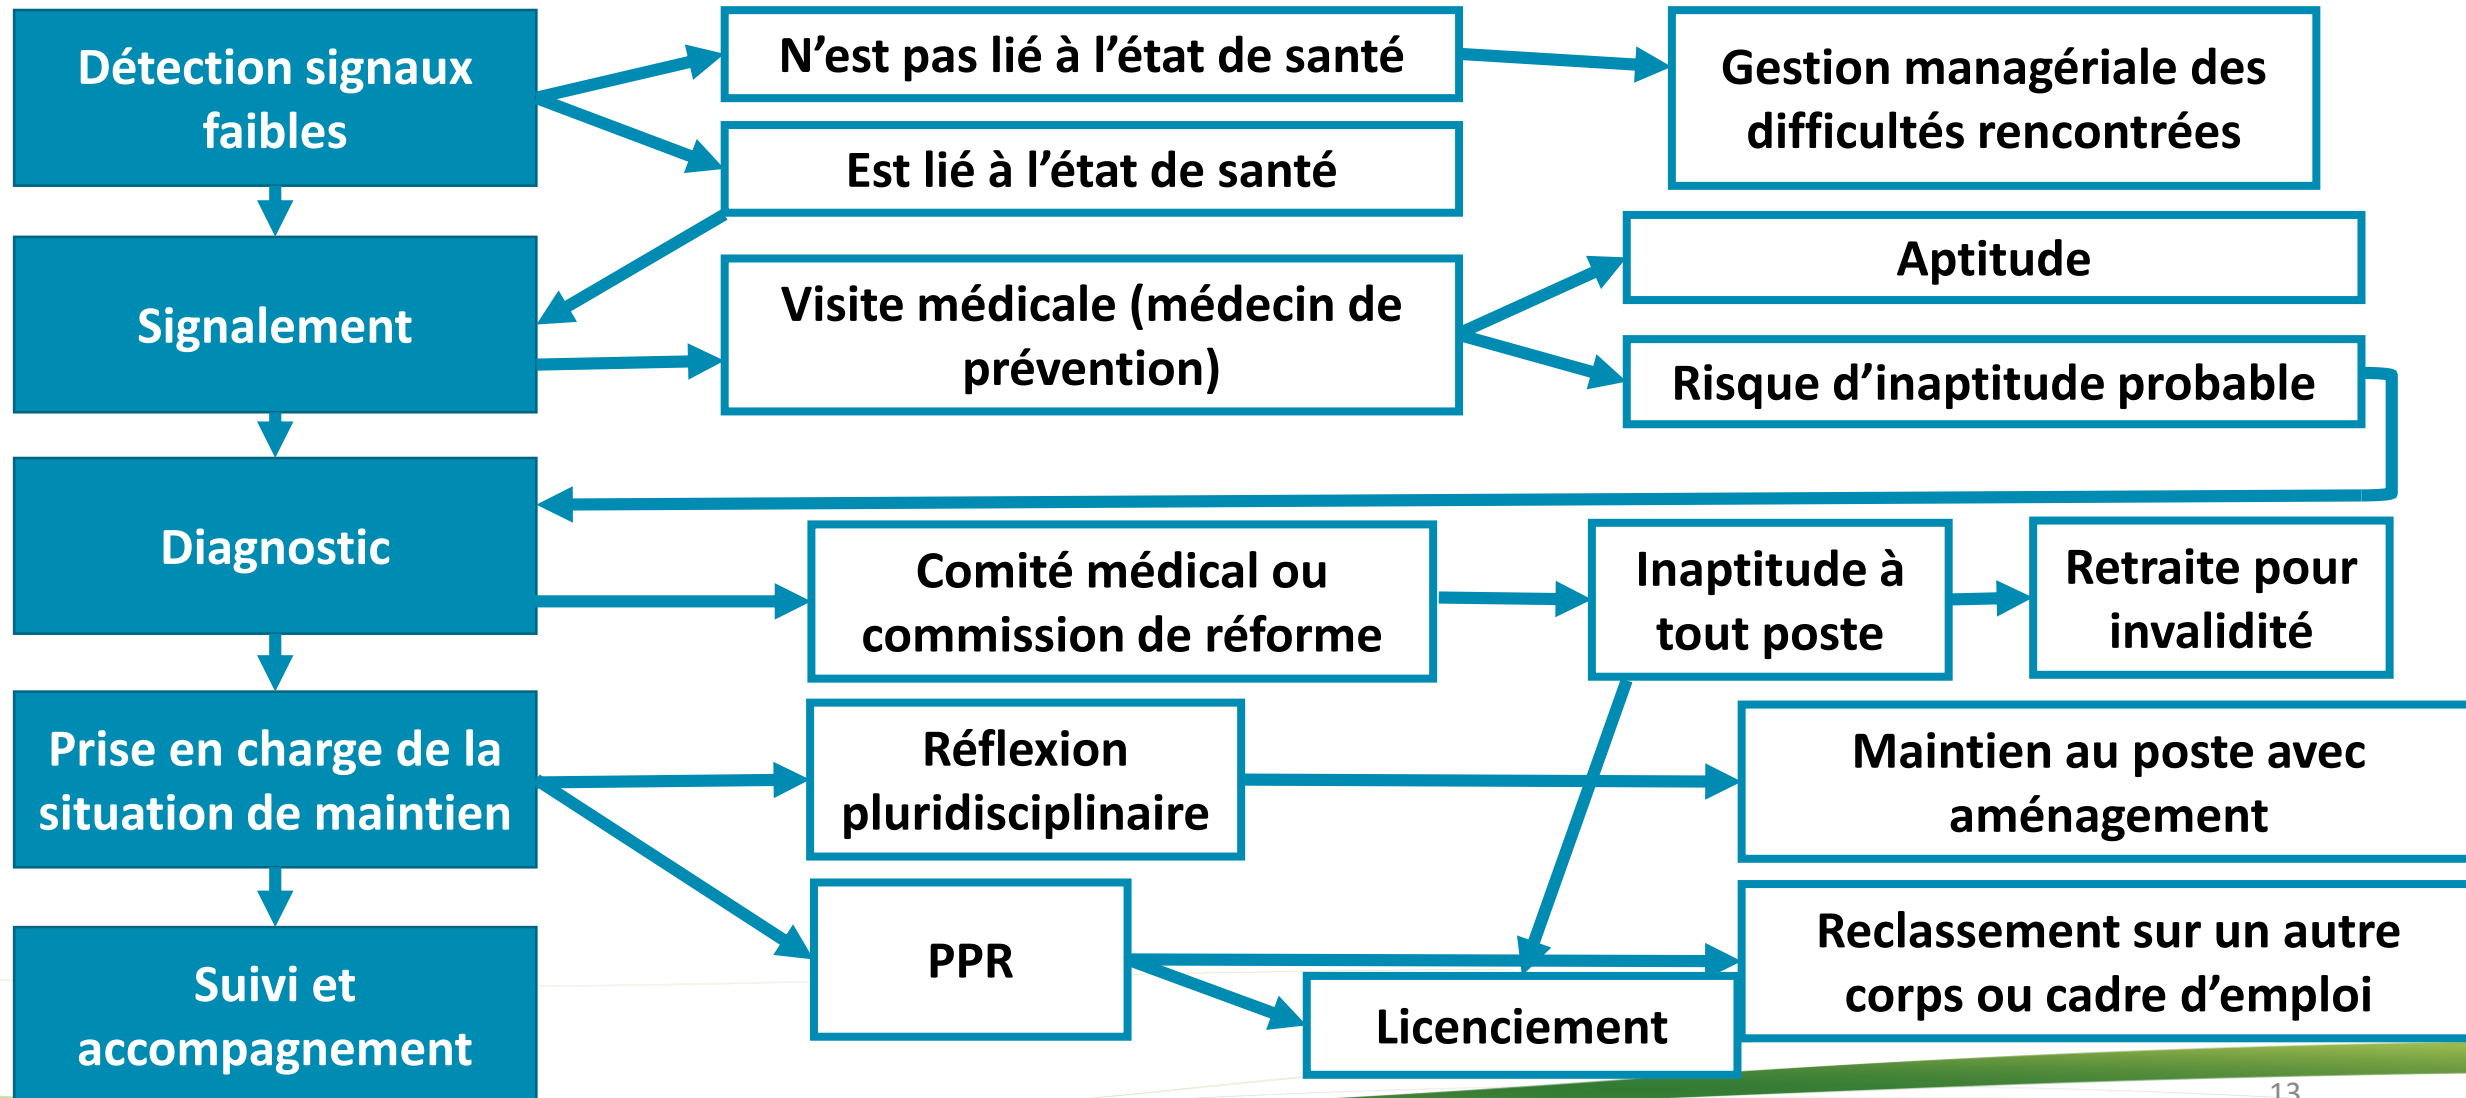 Détection signaux
faibles
N’est pas lié à l’état de santé
Gestion managériale des
difficultés rencontrées
Est lié à l’état de santé
Signalement
Visite médicale (médecin de
prévention)
Aptitude
Risque d’inaptitude probable
Diagnostic
Comité médical ou
commission de réforme
Inaptitude à
tout poste
Retraite pour
invalidité
Prise en charge de la
situation de maintien
Réflexion
pluridisciplinaire
Maintien au poste avec
aménagement
PPR
Licenciement
Reclassement sur un autre
corps ou cadre d’emploi
Suivi et
accompagnement
13